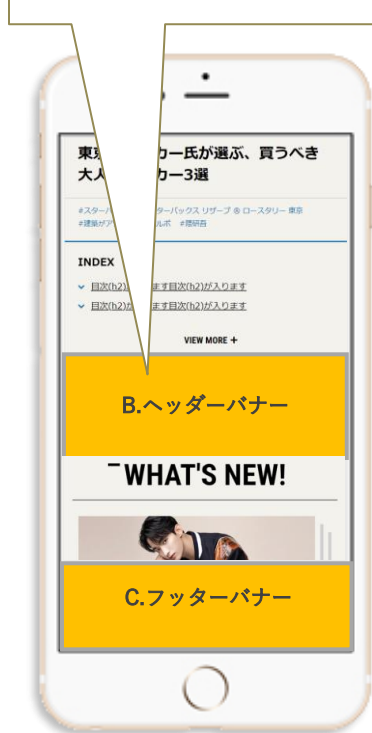 東
カー氏が選ぶ、買うべき
大人
カー3選
#スター
ターバックス リザーブ ® ロースタリー 東京
#建築がア
ルポ #隈研吾
INDEX
目次(h2)
ます目次(h2)が入ります
目次(h2)が
ます目次(h2)が入ります
VIEW MORE +
B.ヘッダーバナー
WHAT'S NEW!
C.フッターバナー